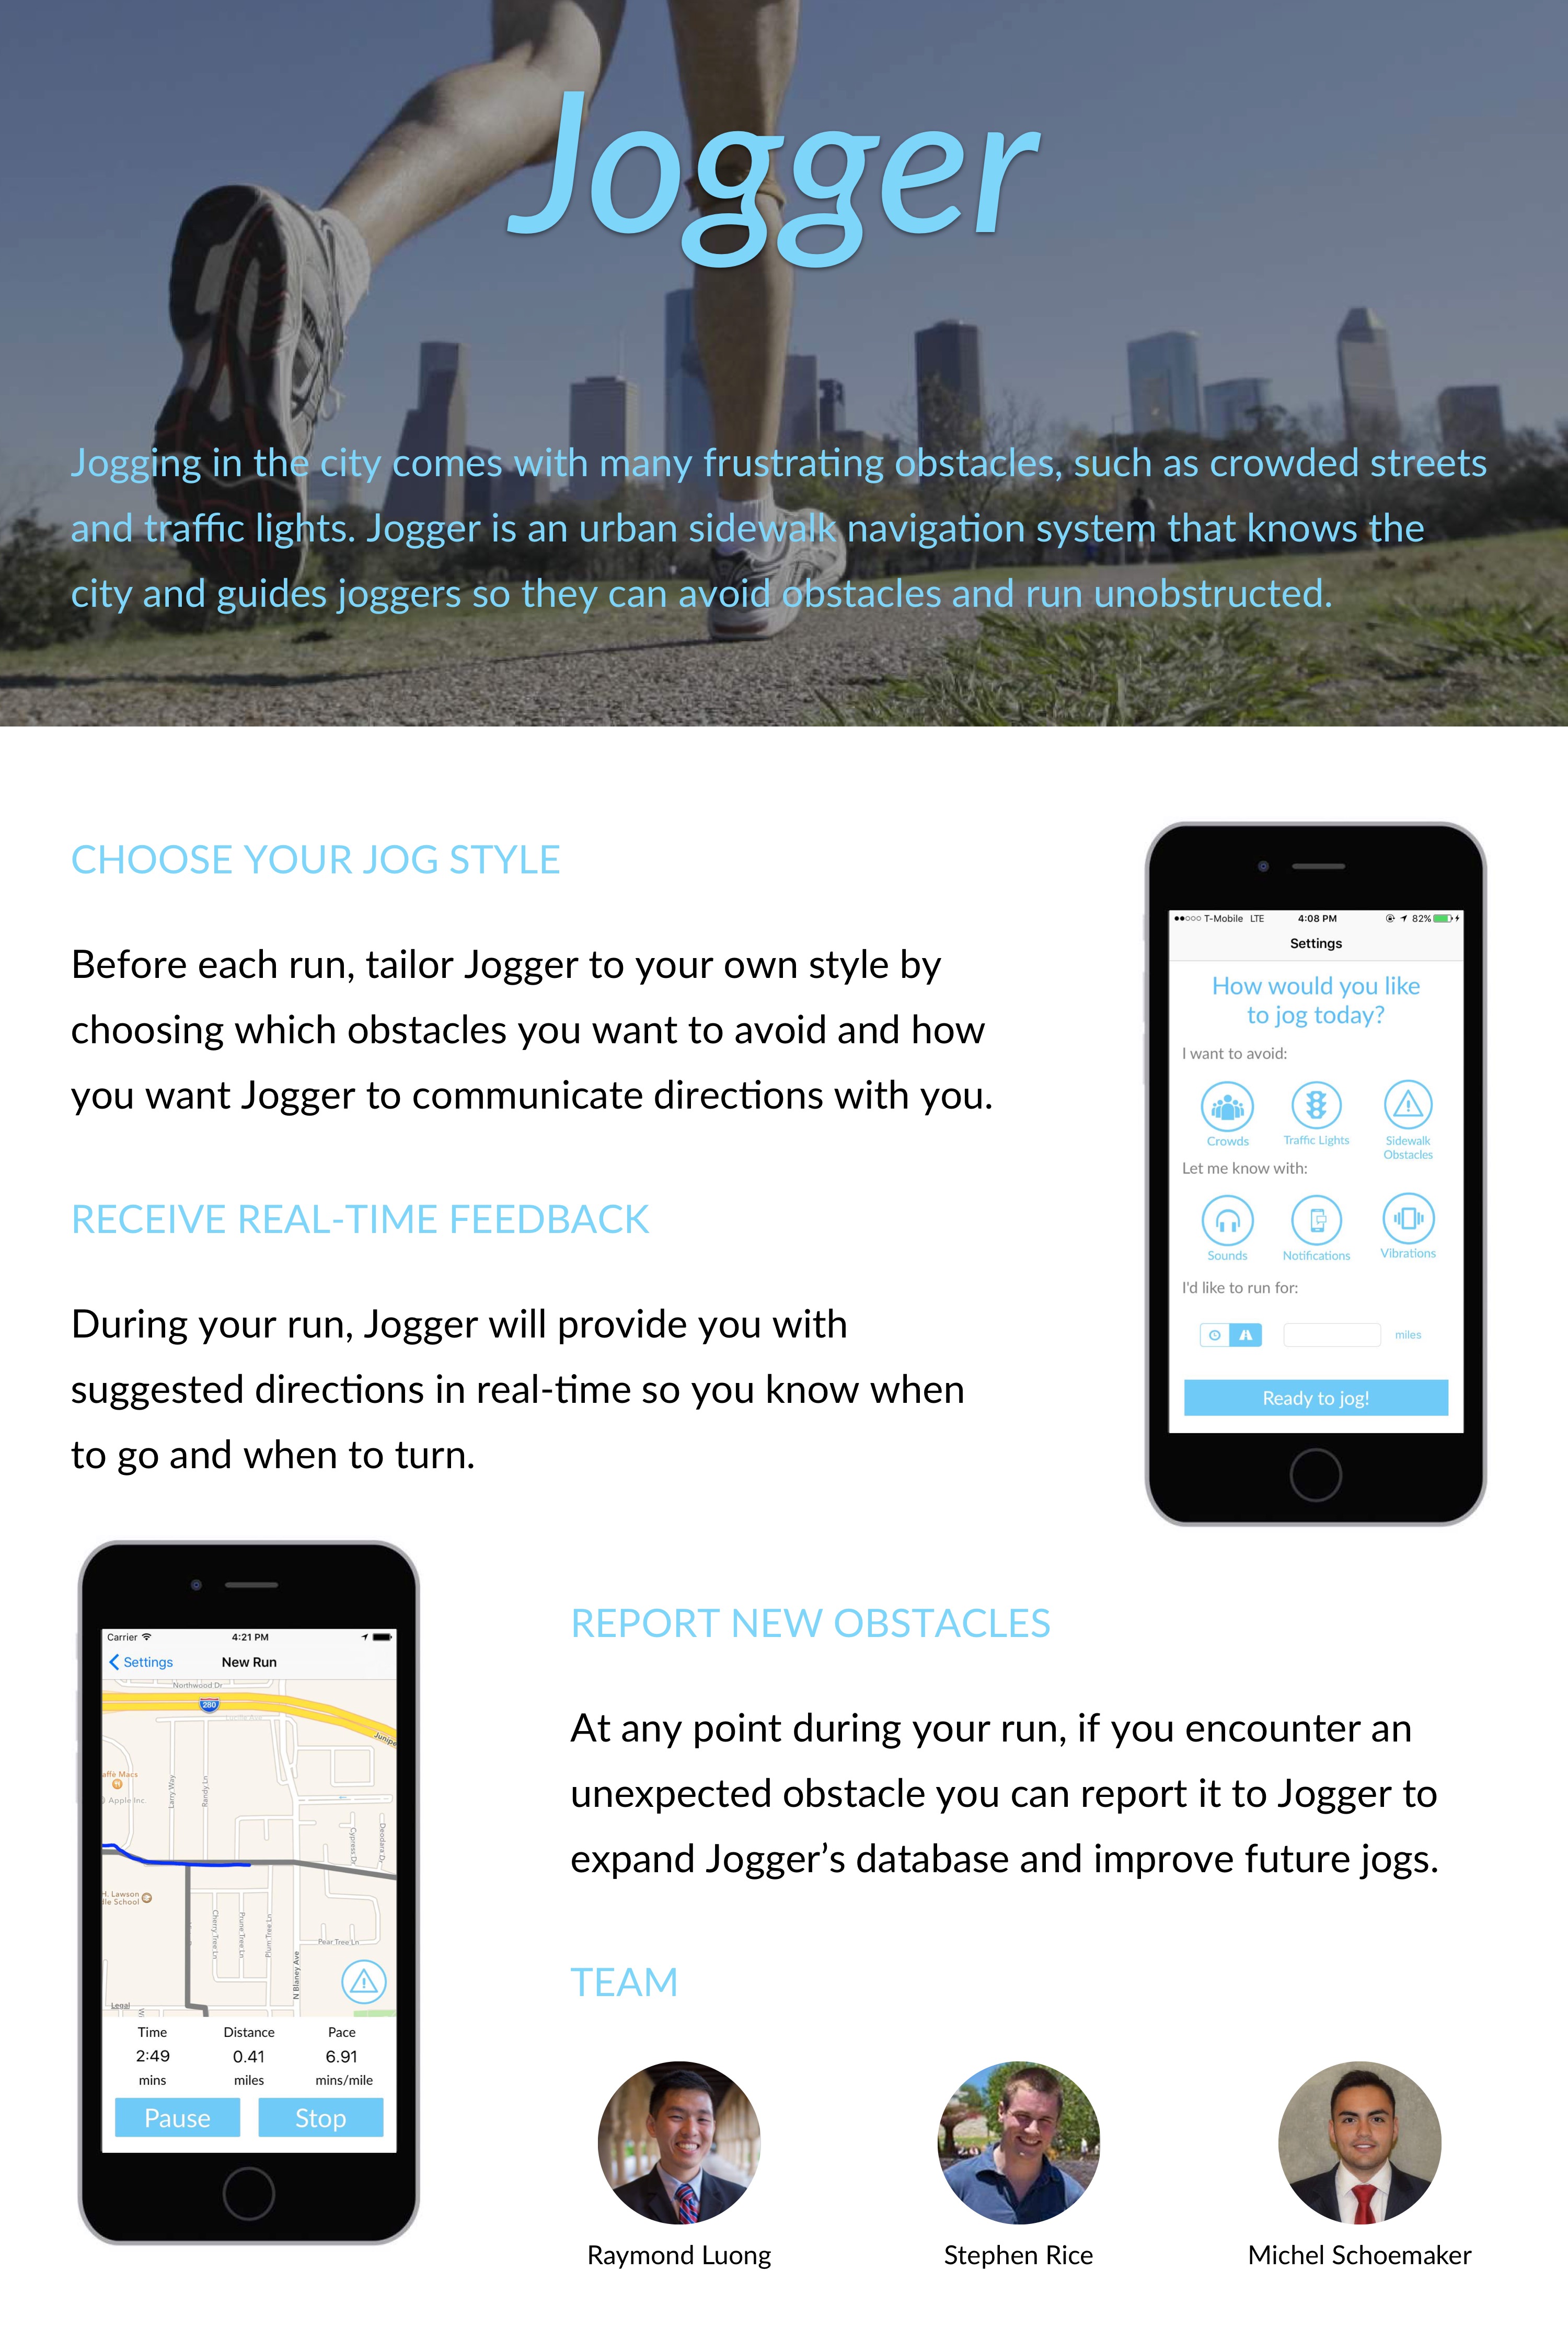 Jogger
Jogging in the city comes with many frustrating obstacles, such as crowded streets
and traffic lights. Jogger is an urban sidewalk navigation system that knows the
city and guides joggers so they can avoid obstacles and run unobstructed.
CHOOSE YOUR JOG STYLE
Before each run, tailor Jogger to your own style by
choosing which obstacles you want to avoid and how
you want Jogger to communicate directions with you.
RECEIVE REAL-TIME FEEDBACK
During your run, Jogger will provide you with
suggested directions in real-time so you know when
to go and when to turn.
T-Mobile LTE 4:08 PM 82%
Settings
How would you like
to jog today?
I want to avoid:
Crowds Traffic Lights Sidewalk
Obstacles
Let me know with:
Sounds Notifications Vibrations
I'd like to run for:
miles
Ready to jog!
Carrier 4:21 PM
Settings New Run
Northwood Dr
280
Lucille Ave
Junipe
affè Macs
Apple Inc.
Larry Way
Randy Ln
Cypress Dr
Deodara Dr
H. Lawson
dle School
Cherry Tree Ln
Prune Tree Ln
Plum Tree Ln
N Blaney Ave
Pear Tree Ln
Legal
Time Distance Pace
2:49 0.41 6.91
mins miles mins/mile
Pause Stop
REPORT NEW OBSTACLES
At any point during your run, if you encounter an
unexpected obstacle you can report it to Jogger to
expand Jogger’s database and improve future jogs.
TEAM
Raymond Luong Stephen Rice Michel Schoemaker